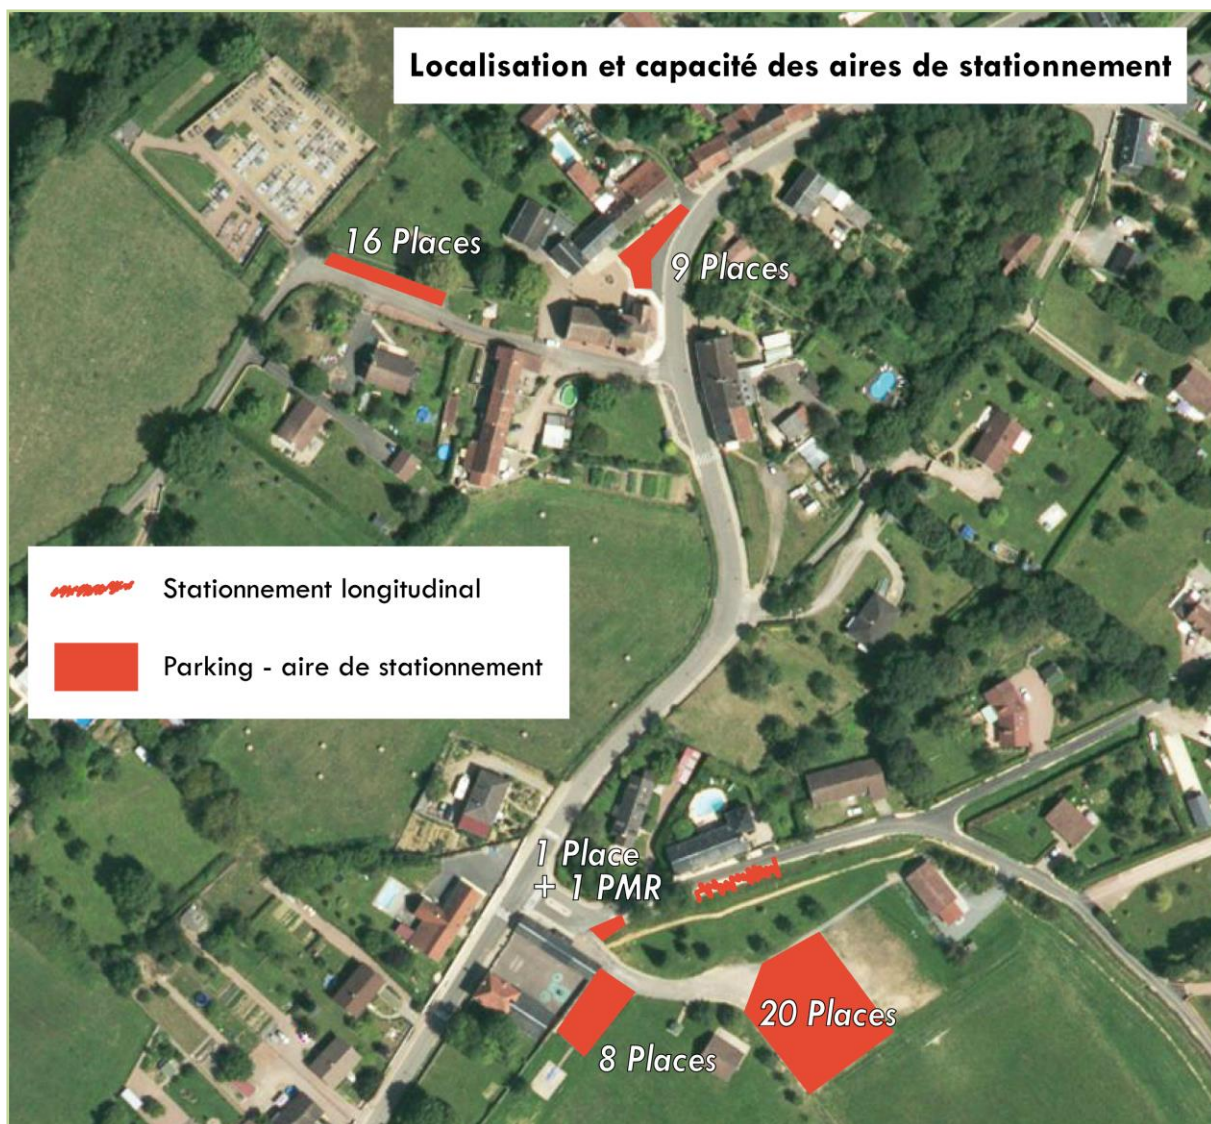 Localisation et capacité des aires de stationnement
16 Places
9 Places
Stationnement longitudinal
Parking - aire de stationnement
1 Place
+ 1 PMR
20 Places
8 Places